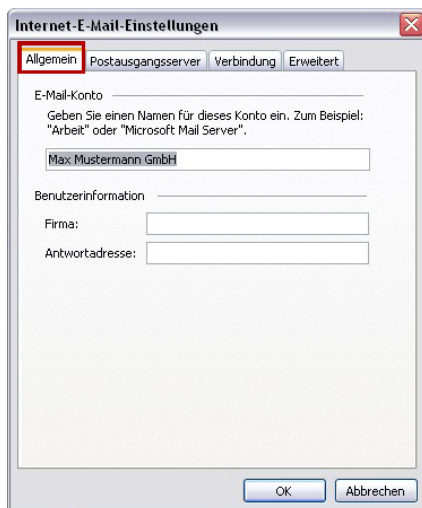 Internet-E-Mail-Einstellungen
Allgemein Postausgangsserver Verbindung Erweitert
E-Mail-Konto
Geben Sie einen Namen für dieses Konto ein. Zum Beispiel:
"Arbeit" oder "Microsoft Mail Server".
Max Mustermann GmbH
Benutzerinformation
Firma:
Antwortadresse:
OK Abbrechen